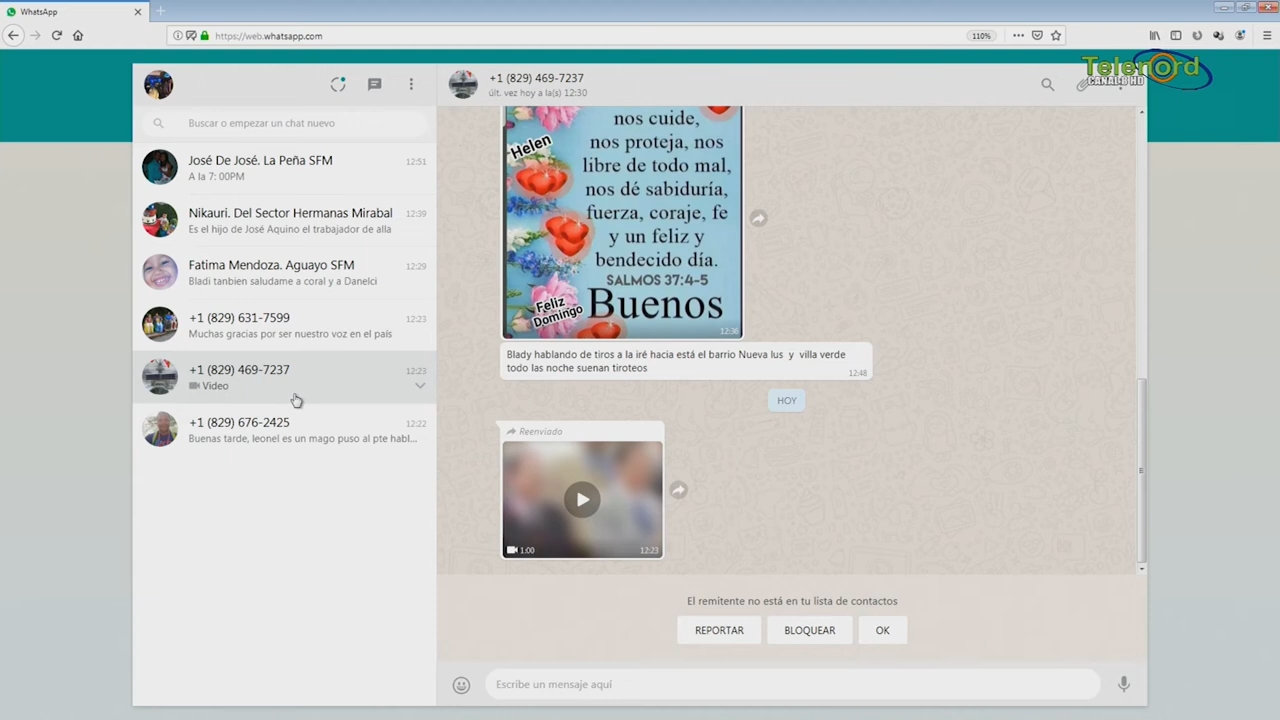 WhatsApp
https://web.whatsapp.com
110%
Telenord
CANAL 8 HD
+1 (829) 469-7237
últ. vez hoy a la(s) 12:30
Buscar o empezar un chat nuevo
José De José. La Peña SFM
12:51
A la 7: 00PM
Nikauri. Del Sector Hermanas Mirabal
12:39
Es el hijo de José Aquino el trabajador de alla
Fatima Mendoza. Aguayo SFM
12:29
Bladi tanbien saludame a coral y a Danelci
+1 (829) 631-7599
12:23
Muchas gracias por ser nuestro voz en el país
+1 (829) 469-7237
12:23
Video
+1 (829) 676-2425
12:22
Buenas tarde, leonel es un mago puso al pte habl...
nos cuide,
nos proteja, nos
libre de todo mal,
nos dé sabiduría,
fuerza, coraje, fe
y un feliz y
bendecido día.
SALMOS 37:4-5
Buenos
Helen
Feliz
Domingo
12:36
Blady hablando de tiros a la iré hacia está el barrio Nueva lus y villa verde
todo las noche suenan tiroteos
12:48
HOY
Reenviado
1:00
12:23
El remitente no está en tu lista de contactos
REPORTAR
BLOQUEAR
OK
Escribe un mensaje aquí